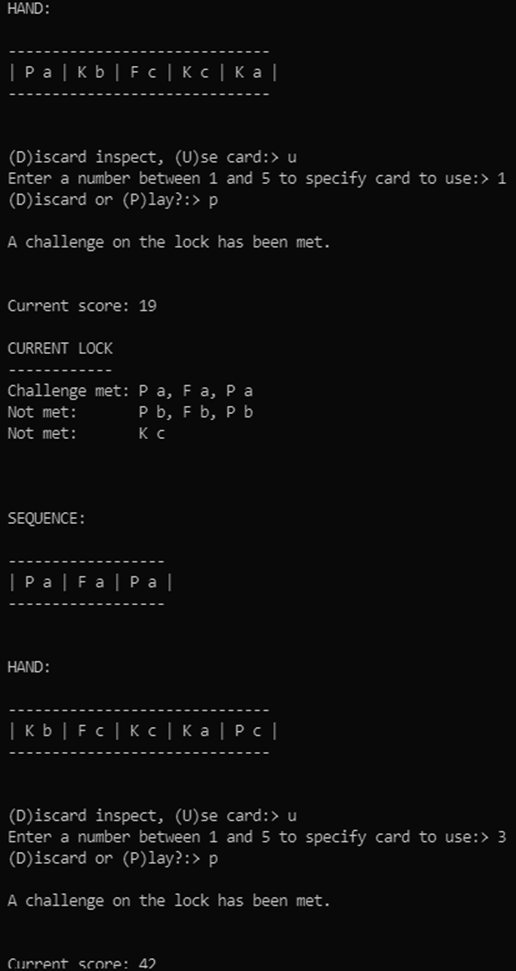 HAND:
------------------------------
| P a | K b | F c | K c | K a |
------------------------------
(D)iscard inspect, (U)se card:> u
Enter a number between 1 and 5 to specify card to use:> 1
(D)iscard or (P)lay?:> p
A challenge on the lock has been met.
Current score: 19
CURRENT LOCK
------------
Challenge met: P a, F a, P a
Not met:       P b, F b, P b
Not met:       K c
SEQUENCE:
------------------
| P a | F a | P a |
------------------
HAND:
------------------------------
| K b | F c | K c | K a | P c |
------------------------------
(D)iscard inspect, (U)se card:> u
Enter a number between 1 and 5 to specify card to use:> 3
(D)iscard or (P)lay?:> p
A challenge on the lock has been met.
Current score: 42